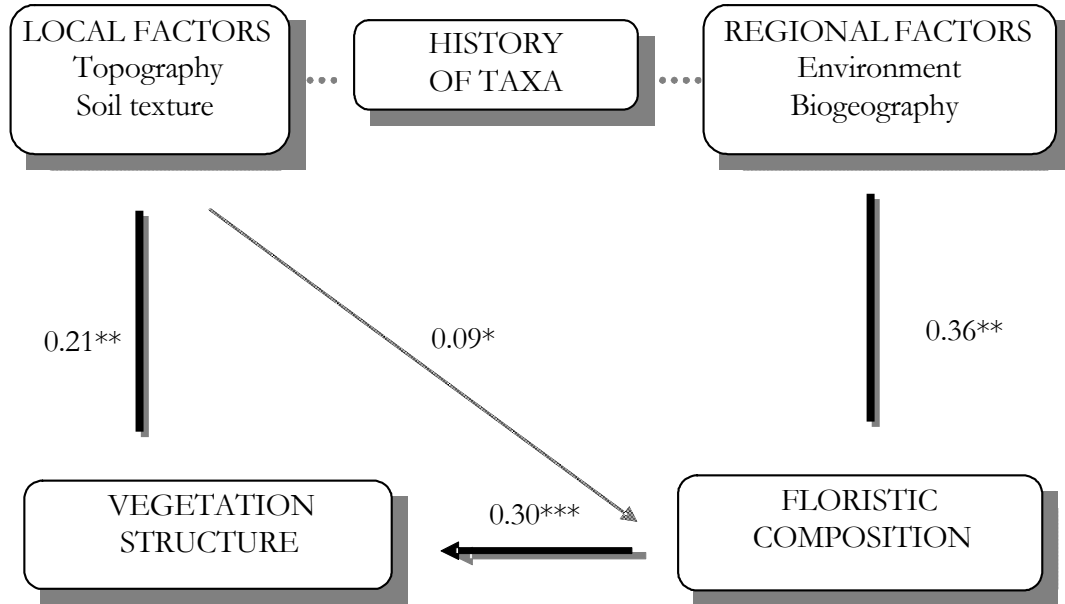 LOCAL FACTORS
Topography
Soil texture
HISTORY
OF TAXA
REGIONAL FACTORS
Environment
Biogeography
0.21**
0.09*
0.36**
VEGETATION
STRUCTURE
0.30***
FLORISTIC
COMPOSITION